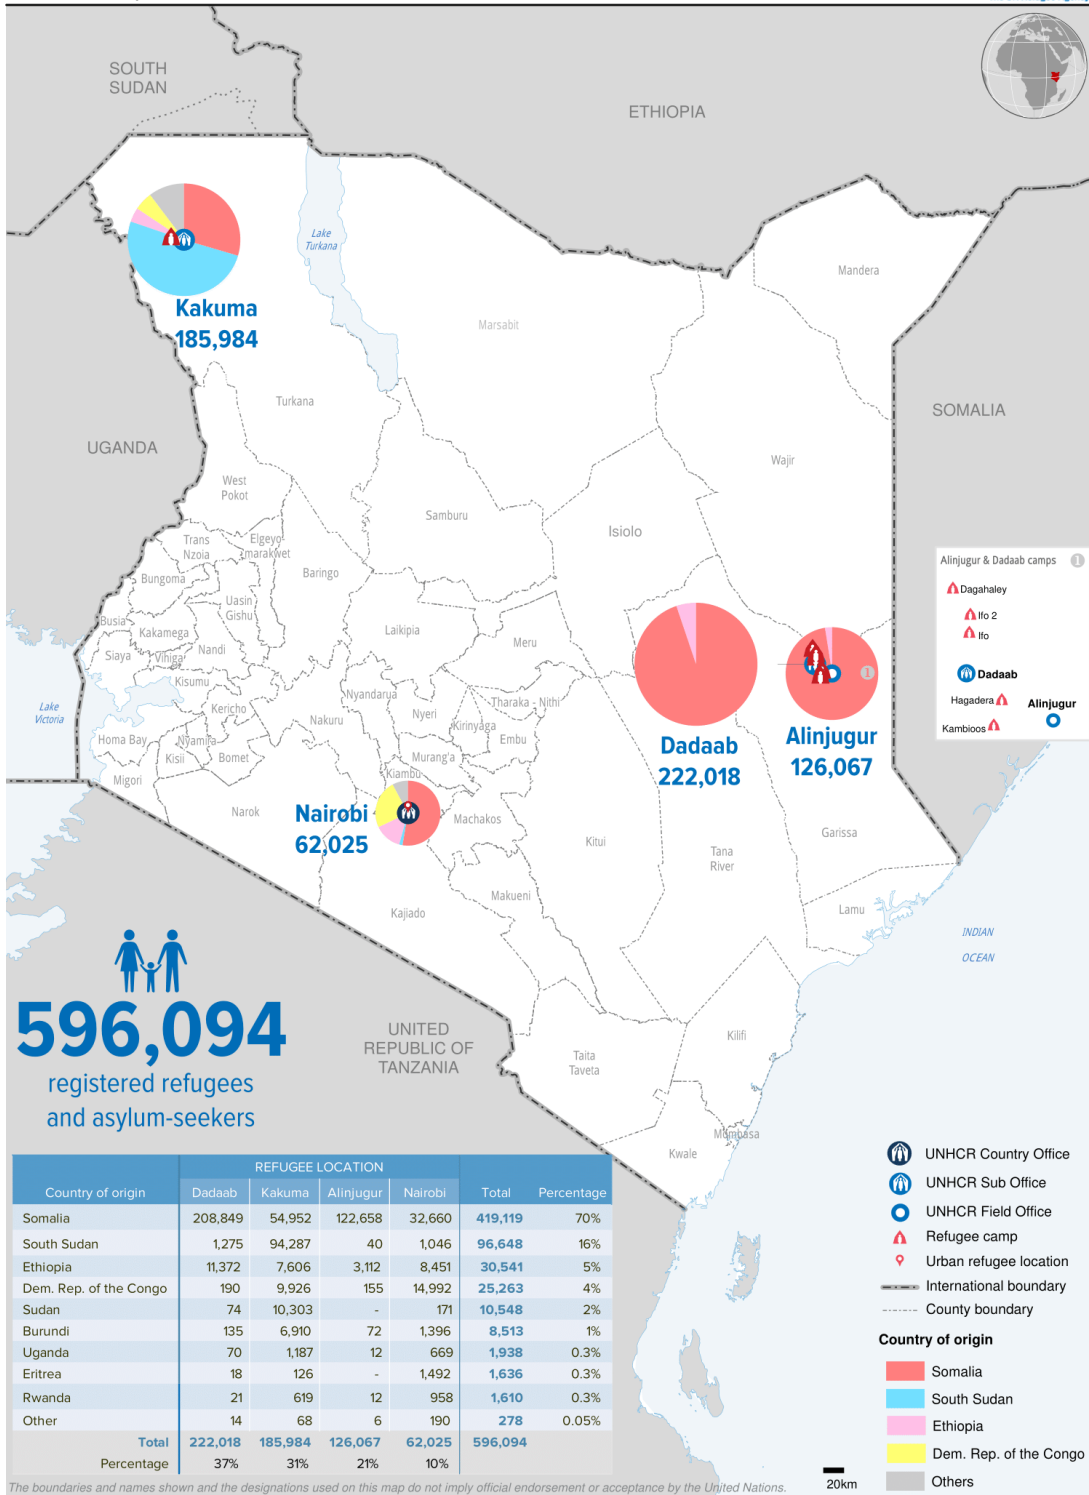 SOUTH
SUDAN
ETHIOPIA
Lake
Turkana
Mandera
Kakuma
185,984
Marsabit
Turkana
SOMALIA
UGANDA
Wajir
West
Pokot
Samburu
Isiolo
Trans
Nzoia
Elgeyo-
marakwet
Baringo
Bungoma
Alinjugur & Dadaab camps
1
Dagahaley
Ifo 2
Ifo
Dadaab
Hagadera
Alinjugur
Kambioos
Uasin
Gishu
Busia
Kakamega
Laikipia
Meru
Siaya
Vihiga
Nandi
Kisumu
1
Nyandarua
Tharaka - Nithi
Lake
Victoria
Kericho
Nakuru
Nyeri
Kirinyaga
Embu
Homa Bay
Nyamira
Kisii
Bomet
Murang'a
Dadaab
222,018
Alinjugur
126,067
Migori
Kiambu
Narok
Nairobi
62,025
Machakos
Kitui
Garissa
Tana
River
Makueni
Kajiado
Lamu
INDIAN
OCEAN
596,094
registered refugees
and asylum-seekers
UNITED
REPUBLIC OF
TANZANIA
Taita
Taveta
Kilifi
Mombasa
Kwale
REFUGEE LOCATION
Country of origin Dadaab Kakuma Alinjugur Nairobi Total Percentage
Somalia 208,849 54,952 122,658 32,660 419,119 70%
South Sudan 1,275 94,287 40 1,046 96,648 16%
Ethiopia 11,372 7,606 3,112 8,451 30,541 5%
Dem. Rep. of the Congo 190 9,926 155 14,992 25,263 4%
Sudan 74 10,303 - 171 10,548 2%
Burundi 135 6,910 72 1,396 8,513 1%
Uganda 70 1,187 12 669 1,938 0.3%
Eritrea 18 126 - 1,492 1,636 0.3%
Rwanda 21 619 12 958 1,610 0.3%
Other 14 68 6 190 278 0.05%
Total 222,018 185,984 126,067 62,025 596,094
Percentage 37% 31% 21% 10%
UNHCR Country Office
UNHCR Sub Office
UNHCR Field Office
Refugee camp
Urban refugee location
International boundary
County boundary
Country of origin
Somalia
South Sudan
Ethiopia
Dem. Rep. of the Congo
Others
20km
The boundaries and names shown and the designations used on this map do not imply official endorsement or acceptance by the United Nations.